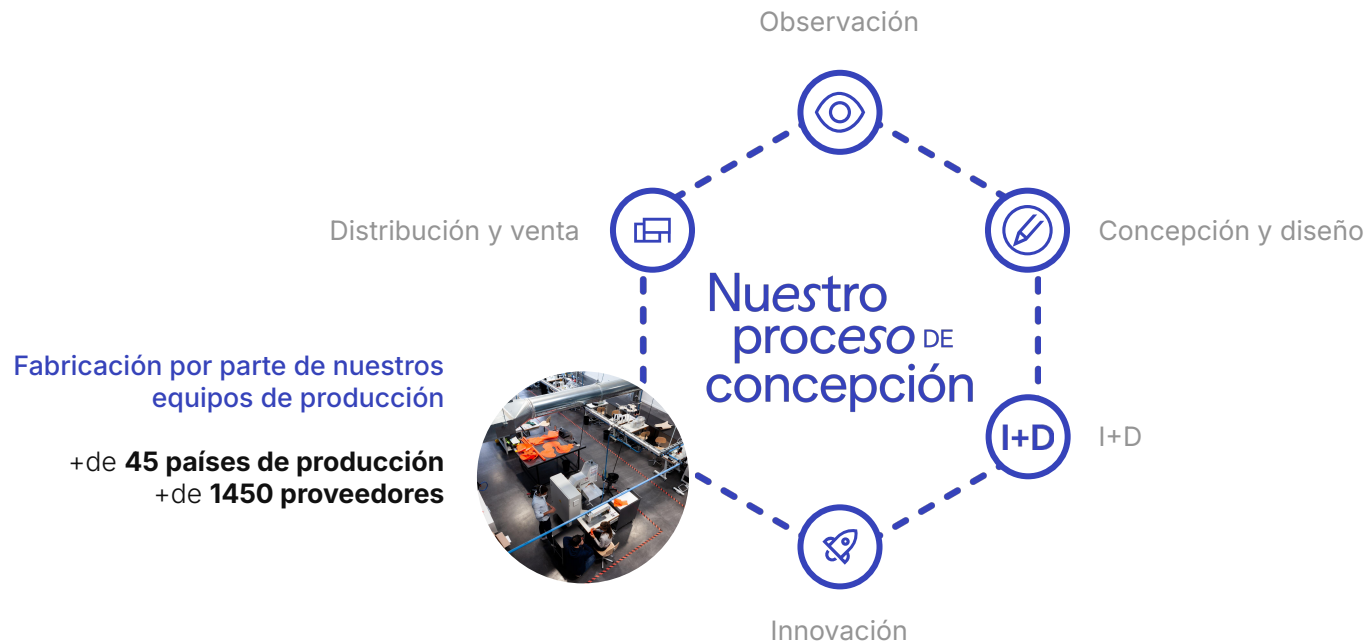 Observación
Distribución y venta
Concepción y diseño
Nuestro
proceso DE
concepción
Fabricación por parte de nuestros
equipos de producción
+de 45 países de producción
+de 1450 proveedores
I+D
I+D
Innovación